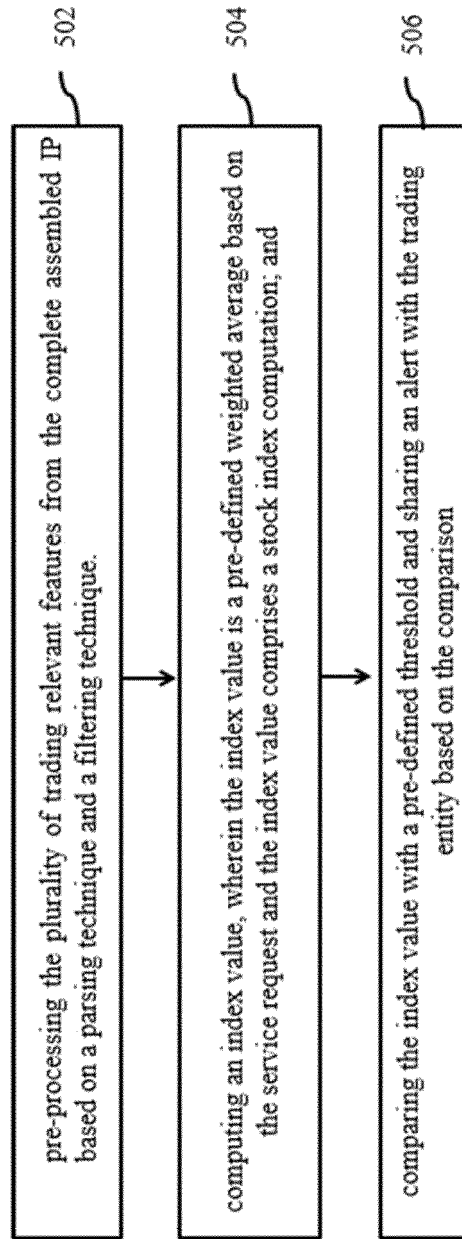 pre-processing the plurality of trading relevant features from the complete assembled IP
based on a parsing technique and a filtering technique.
502
computing an index value, wherein the index value is a pre-defined weighted average based on
the service request and the index value comprises a stock index computation; and
504
comparing the index value with a pre-defined threshold and sharing an alert with the trading
entity based on the comparison
506